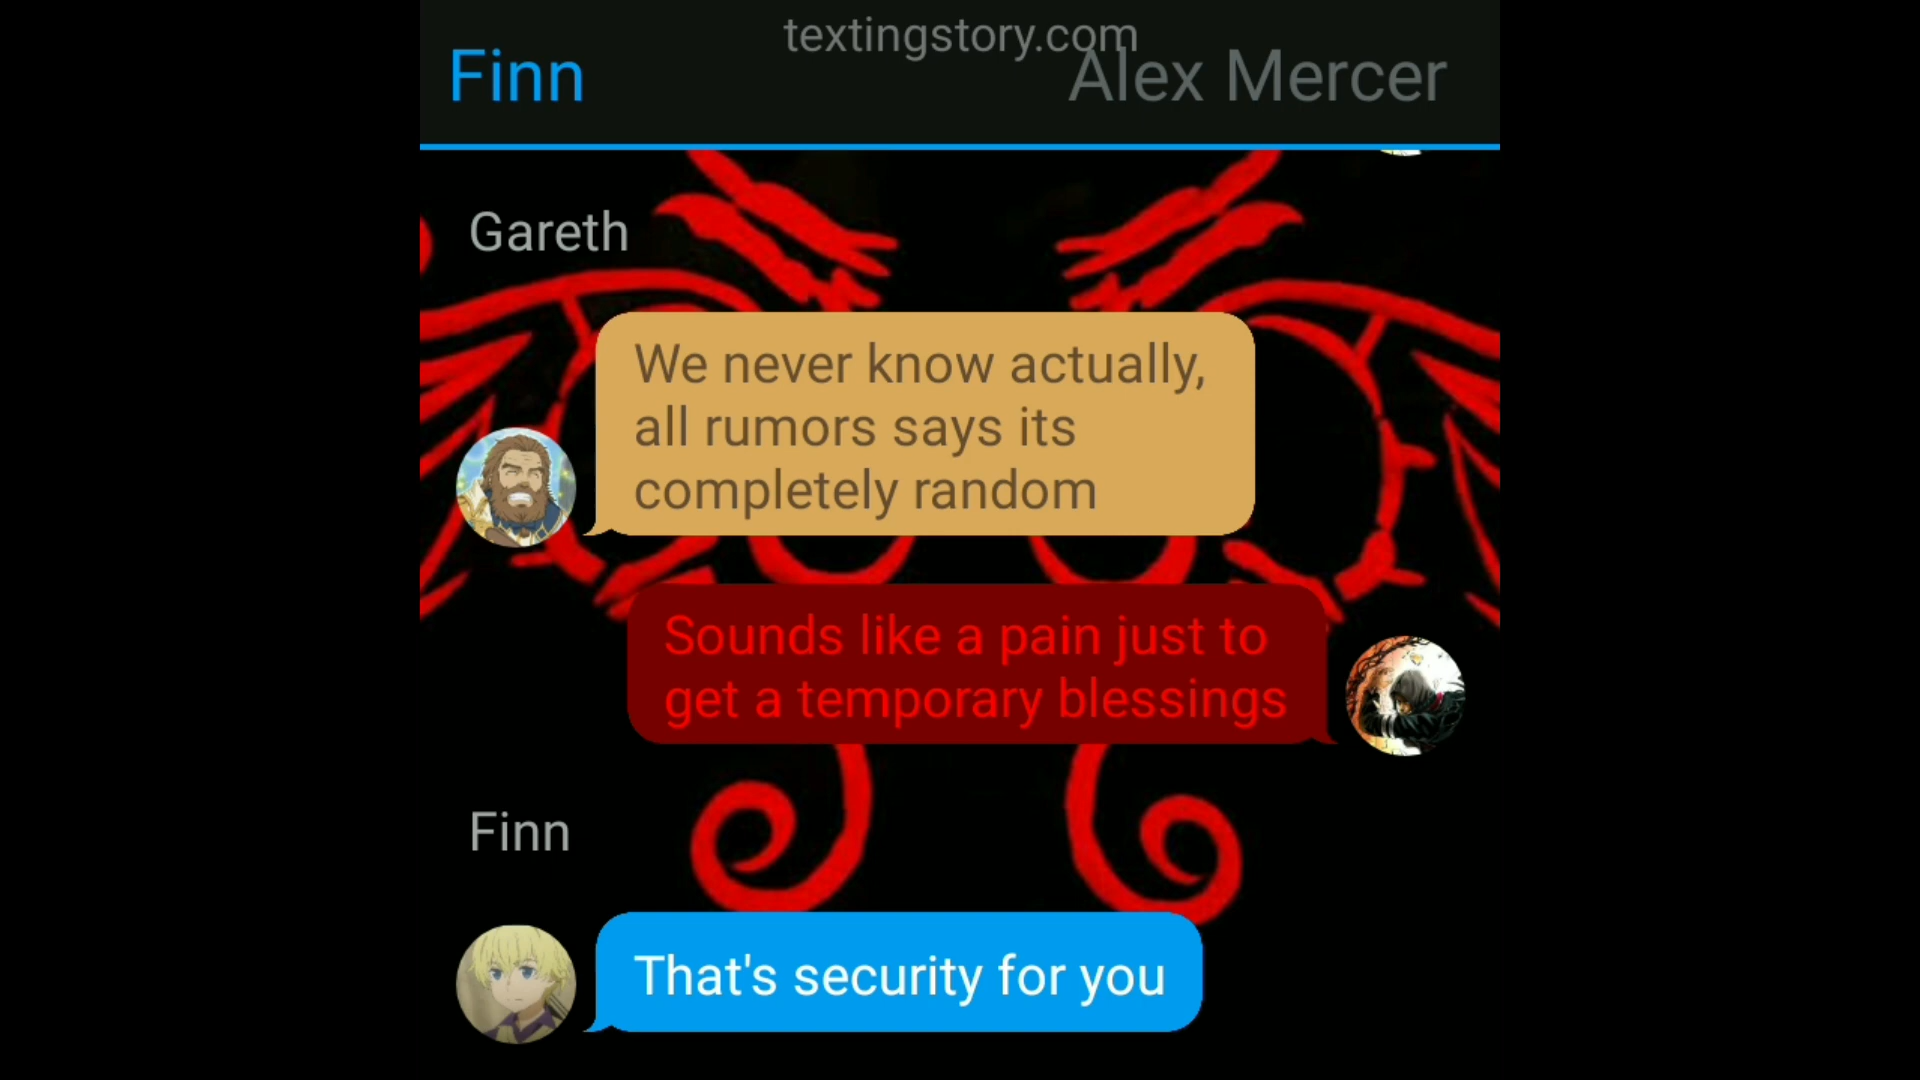 textingstory.com
Finn
Alex Mercer
Gareth
We never know actually,
all rumors says its
completely random
Sounds like a pain just to
get a temporary blessings
Finn
That's security for you